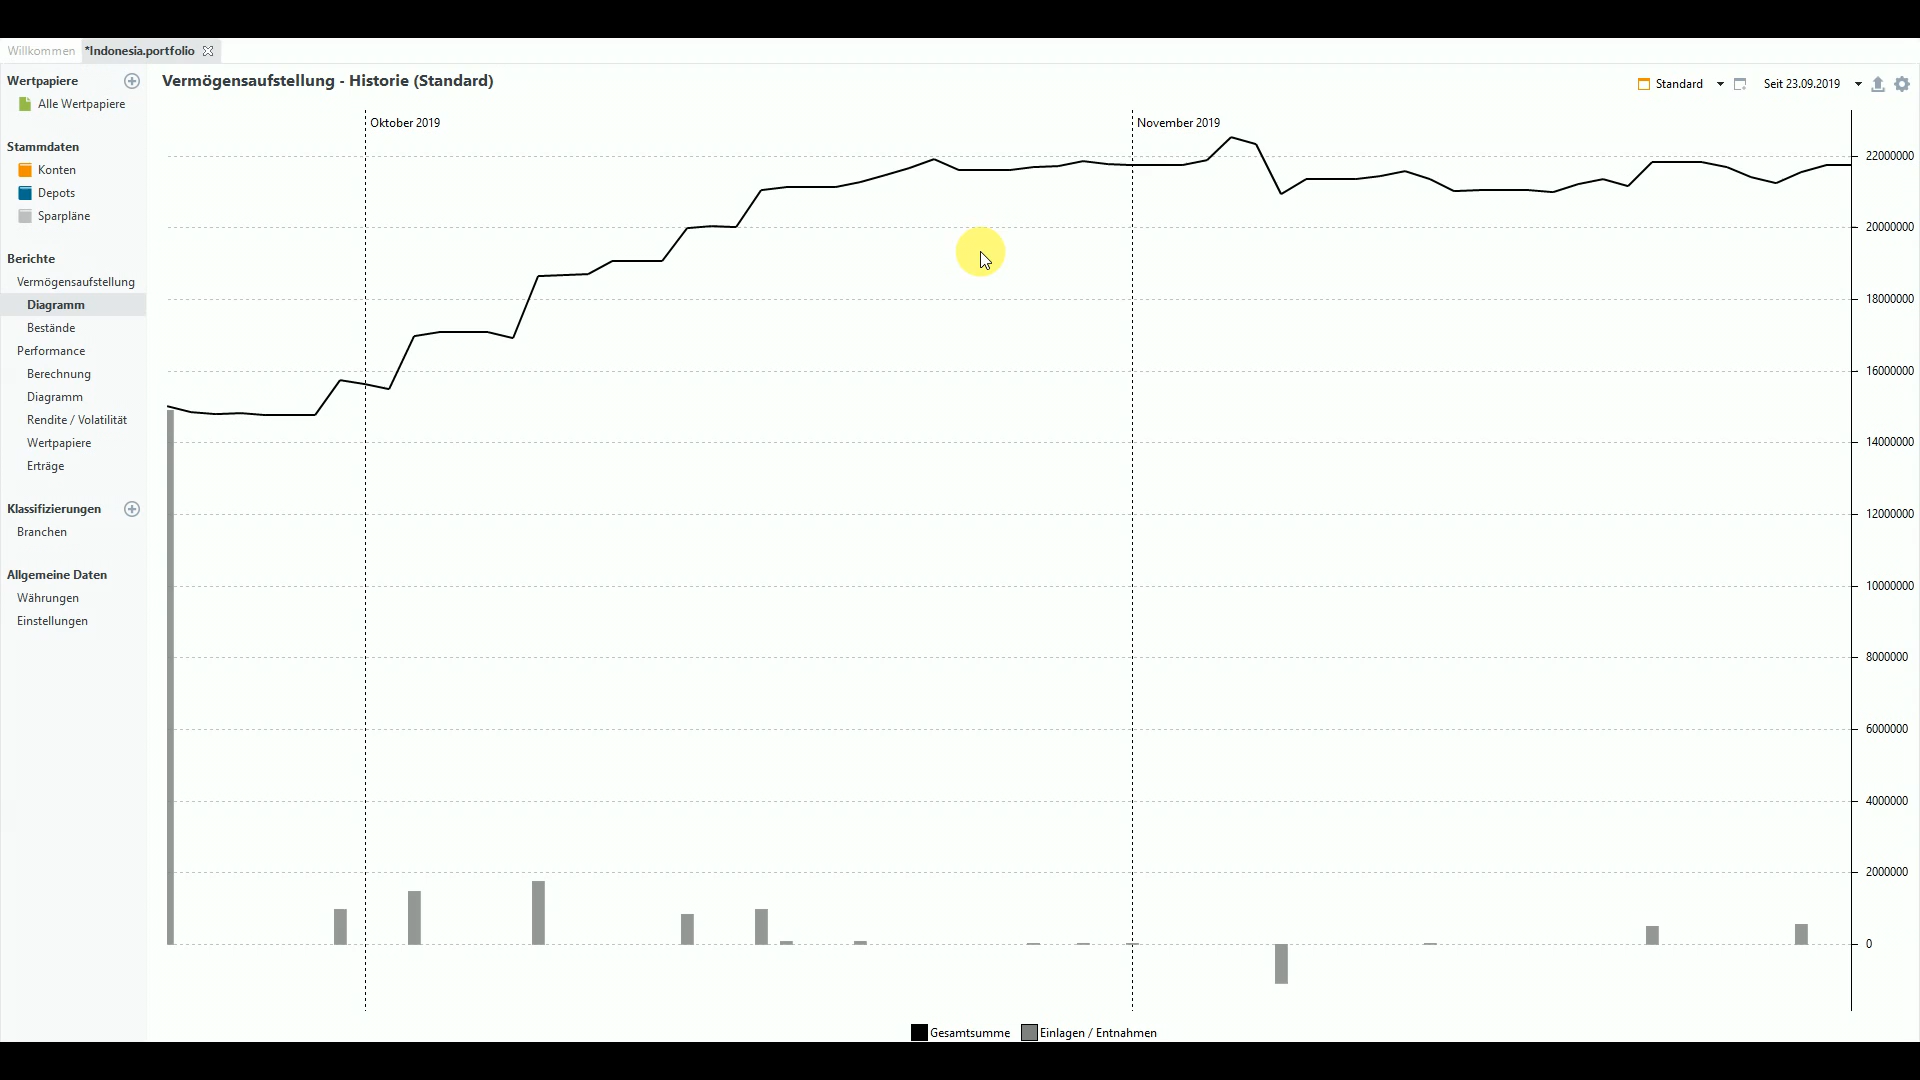 Willkommen *Indonesia.portfolio
Wertpapiere
Alle Wertpapiere
Stammdaten
Konten
Depots
Sparpläne
Berichte
Vermögensaufstellung
Diagramm
Bestände
Performance
Berechnung
Diagramm
Rendite / Volatilität
Wertpapiere
Erträge
Klassifizierungen
Branchen
Allgemeine Daten
Währungen
Einstellungen
Vermögensaufstellung - Historie (Standard)
Standard Seit 23.09.2019
Oktober 2019 November 2019
22000000
20000000
18000000
16000000
14000000
12000000
10000000
8000000
6000000
4000000
2000000
0
Gesamtsumme Einlagen / Entnahmen